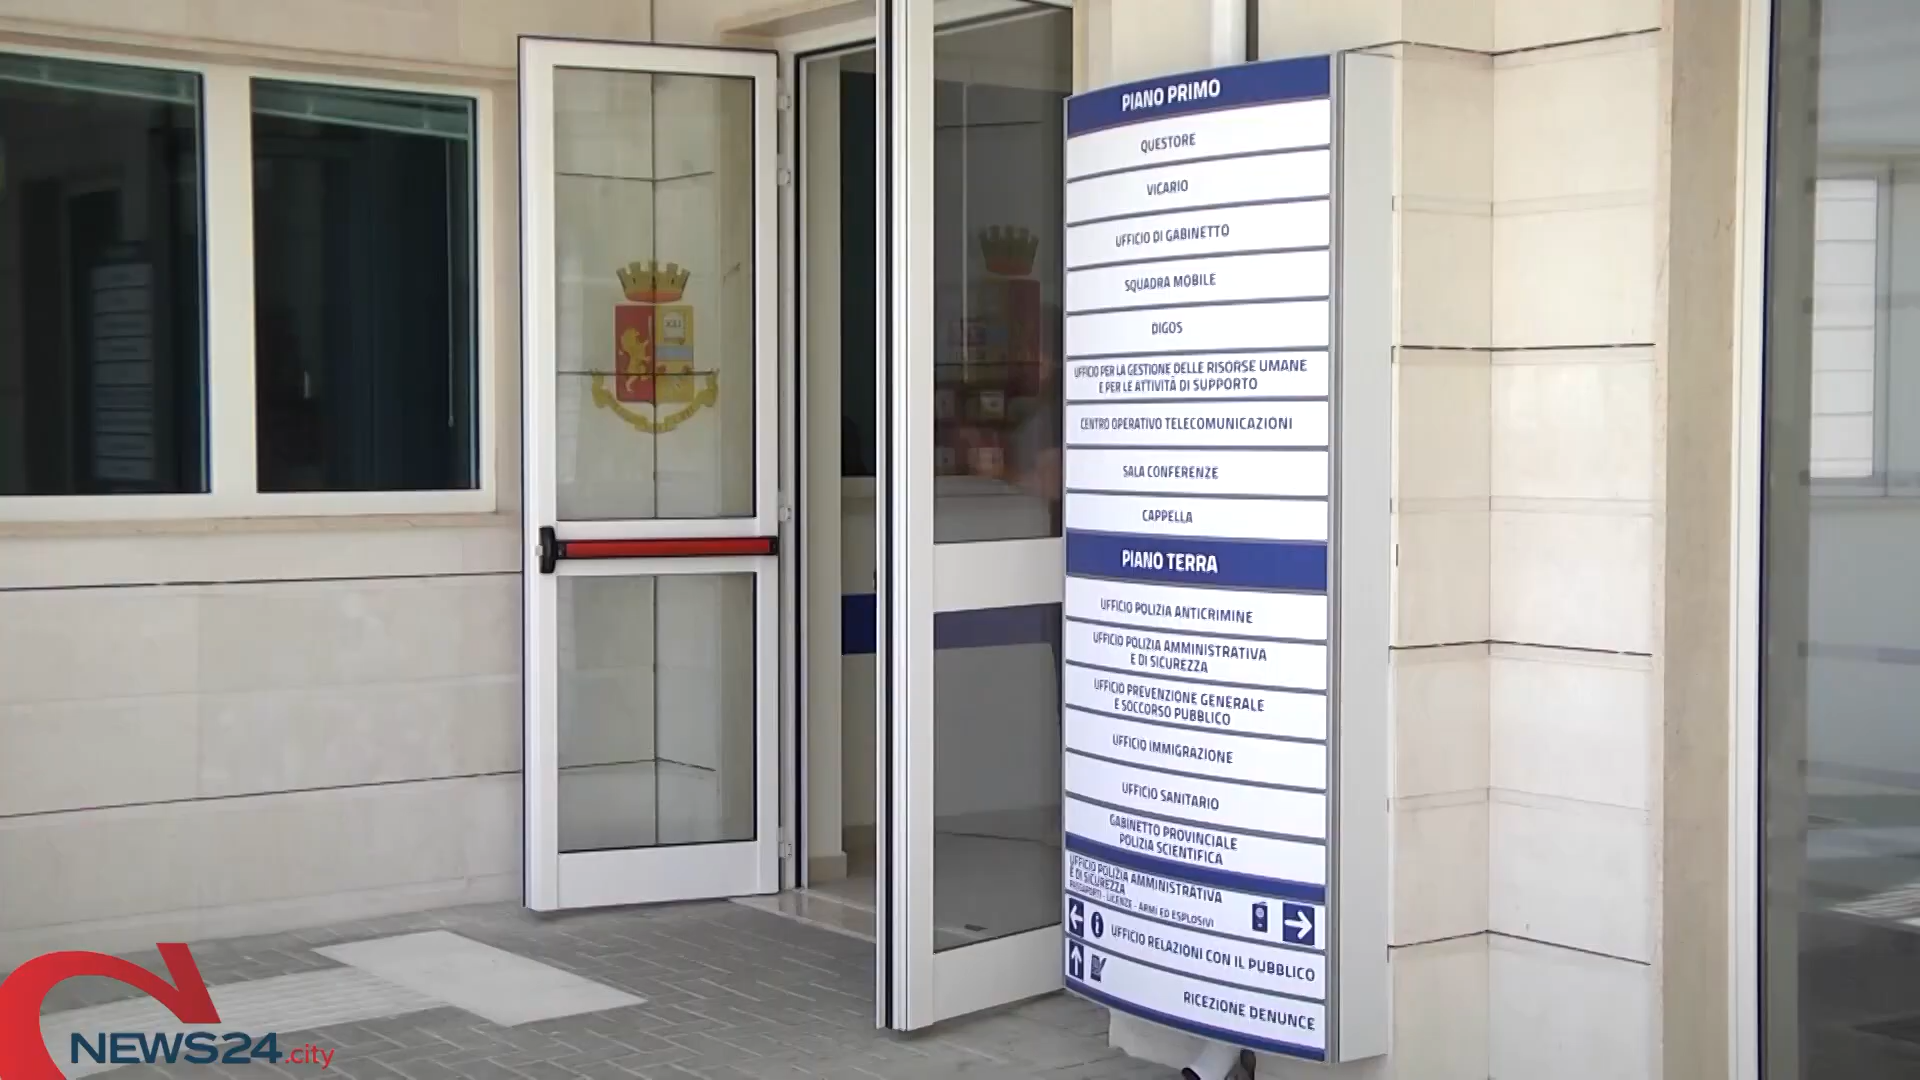 PIANO PRIMO
QUESTORE
VICARIO
UFFICIO DI GABINETTO
SQUADRA MOBILE
DIGOS
UFFICIO PER LA GESTIONE DELLE RISORSE UMANE
E PER LE ATTIVITÀ DI SUPPORTO
CENTRO OPERATIVO TELECOMUNICAZIONI
SALA CONFERENZE
CAPPELLA
PIANO TERRA
UFFICIO POLIZIA ANTICRIMINE
UFFICIO POLIZIA AMMINISTRATIVA
E DI SICUREZZA
UFFICIO PREVENZIONE GENERALE
E SOCCORSO PUBBLICO
UFFICIO IMMIGRAZIONE
UFFICIO SANITARIO
GABINETTO PROVINCIALE
POLIZIA SCIENTIFICA
UFFICIO POLIZIA AMMINISTRATIVA
E DI SICUREZZA
PASSAPORTI - LICENZE - ARMI ED ESPLOSIVI
UFFICIO RELAZIONI CON IL PUBBLICO
RICEZIONE DENUNCE
NEWS24.city